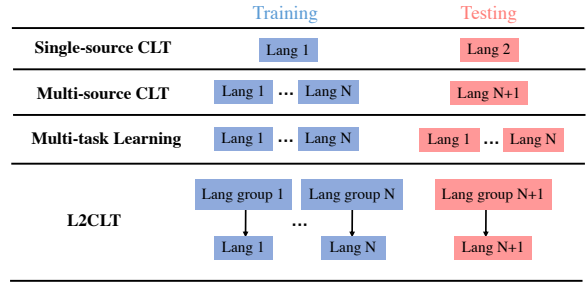 Training Testing
Single-source CLT Lang 1 Lang 2
Multi-source CLT Lang 1 ... Lang N Lang N+1
Multi-task Learning Lang 1 ... Lang N Lang 1 ... Lang N
Lang group 1 Lang group N Lang group N+1
L2CLT ...
Lang 1 Lang N Lang N+1